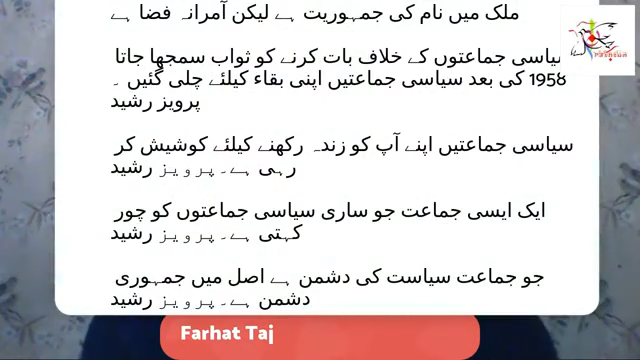 ملک میں نام کی جمہوریت ہے لیکن آمرانہ فضا ہے
سیاسی جماعتوں کے خلاف بات کرنے کو ثواب سمجھا جاتا
۔ 1958 کی بعد سیاسی جماعتیں اپنی بقاء کیلئے چلی گئیں
پرویز رشید
سیاسی جماعتیں اپنے آپ کو زندہ رکھنے کیلئے کوشیش کر
رہی ہے۔پرویز رشید
ایک ایسی جماعت جو ساری سیاسی جماعتوں کو چور
کہتی ہے۔پرویز رشید
جو جماعت سیاست کی دشمن ہے اصل میں جمہوری
دشمن ہے۔پرویز رشید
Farhat Taj